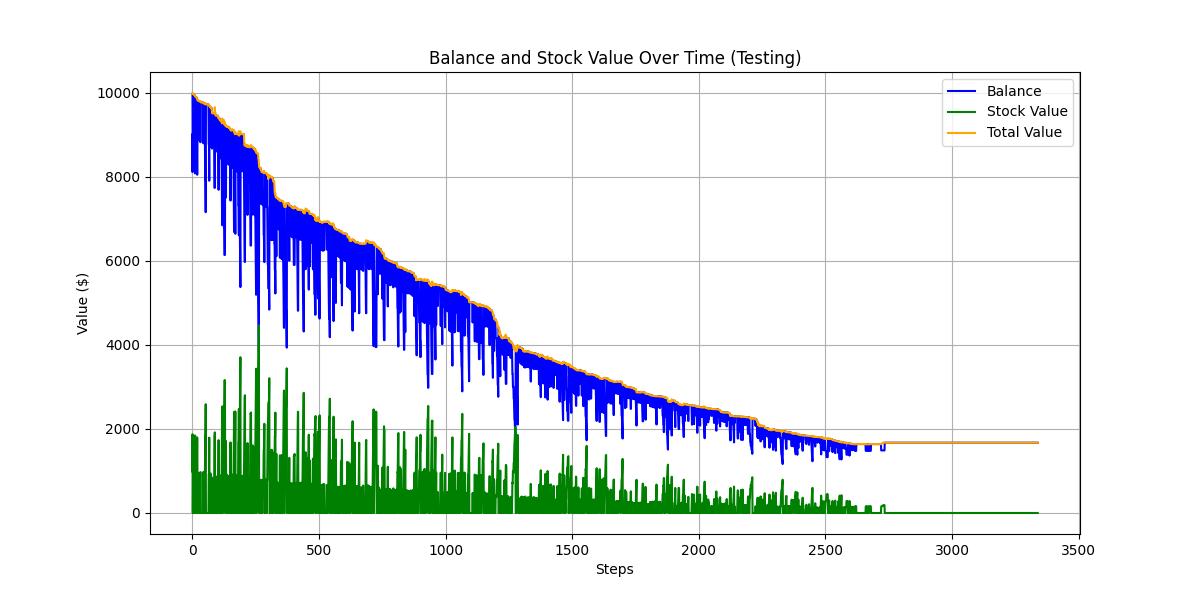 Balance and Stock Value Over Time (Testing)
Balance
Stock Value
Total Value
Value ($)
10000
8000
6000
4000
2000
0
0 500 1000 1500 2000 2500 3000 3500
Steps